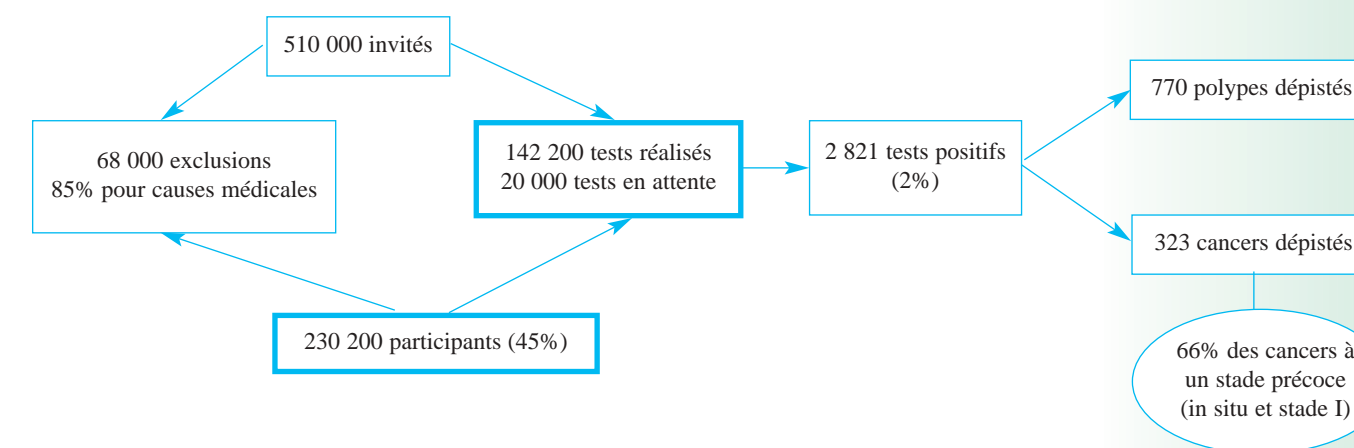 510 000 invités
68 000 exclusions
85% pour causes médicales
142 200 tests réalisés
20 000 tests en attente
2 821 tests positifs
(2%)
770 polypes dépistés
323 cancers dépistés
230 200 participants (45%)
66% des cancers à
un stade précoce
(in situ et stade I)